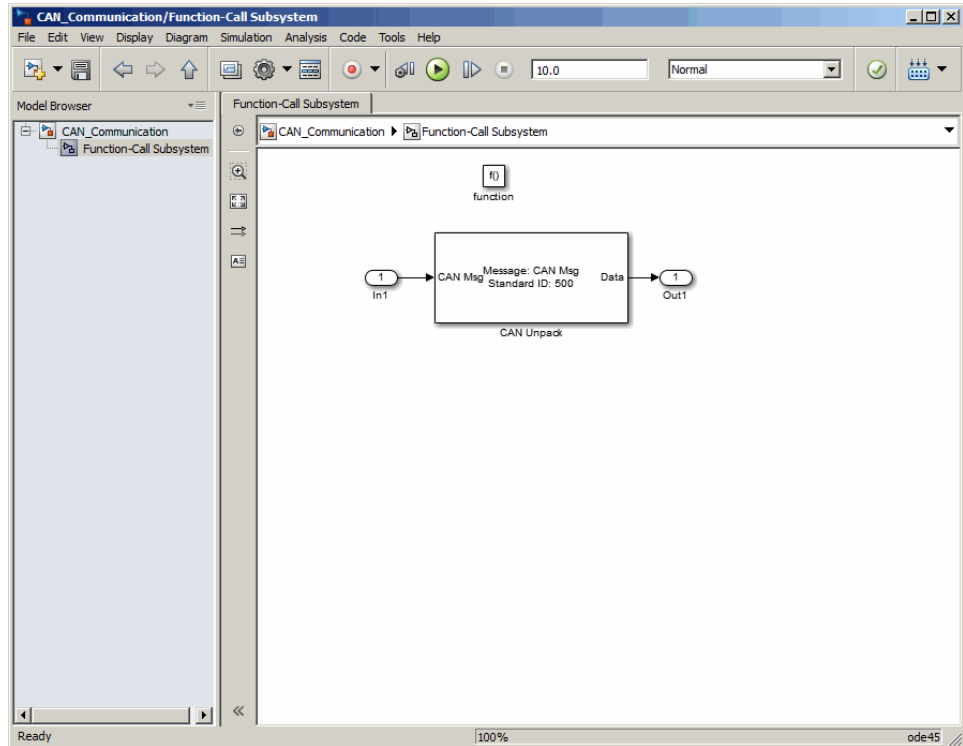 CAN_Communication/Function-Call Subsystem
File Edit View Display Diagram Simulation Analysis Code Tools Help
10.0 Normal
Model Browser
Function-Call Subsystem
CAN_Communication
Function-Call Subsystem
CAN_Communication Function-Call Subsystem
f()
function
1
In1
CAN Msg
Message: CAN Msg
Standard ID: 500
Data
CAN Unpack
1
Out1
Ready 100% ode45